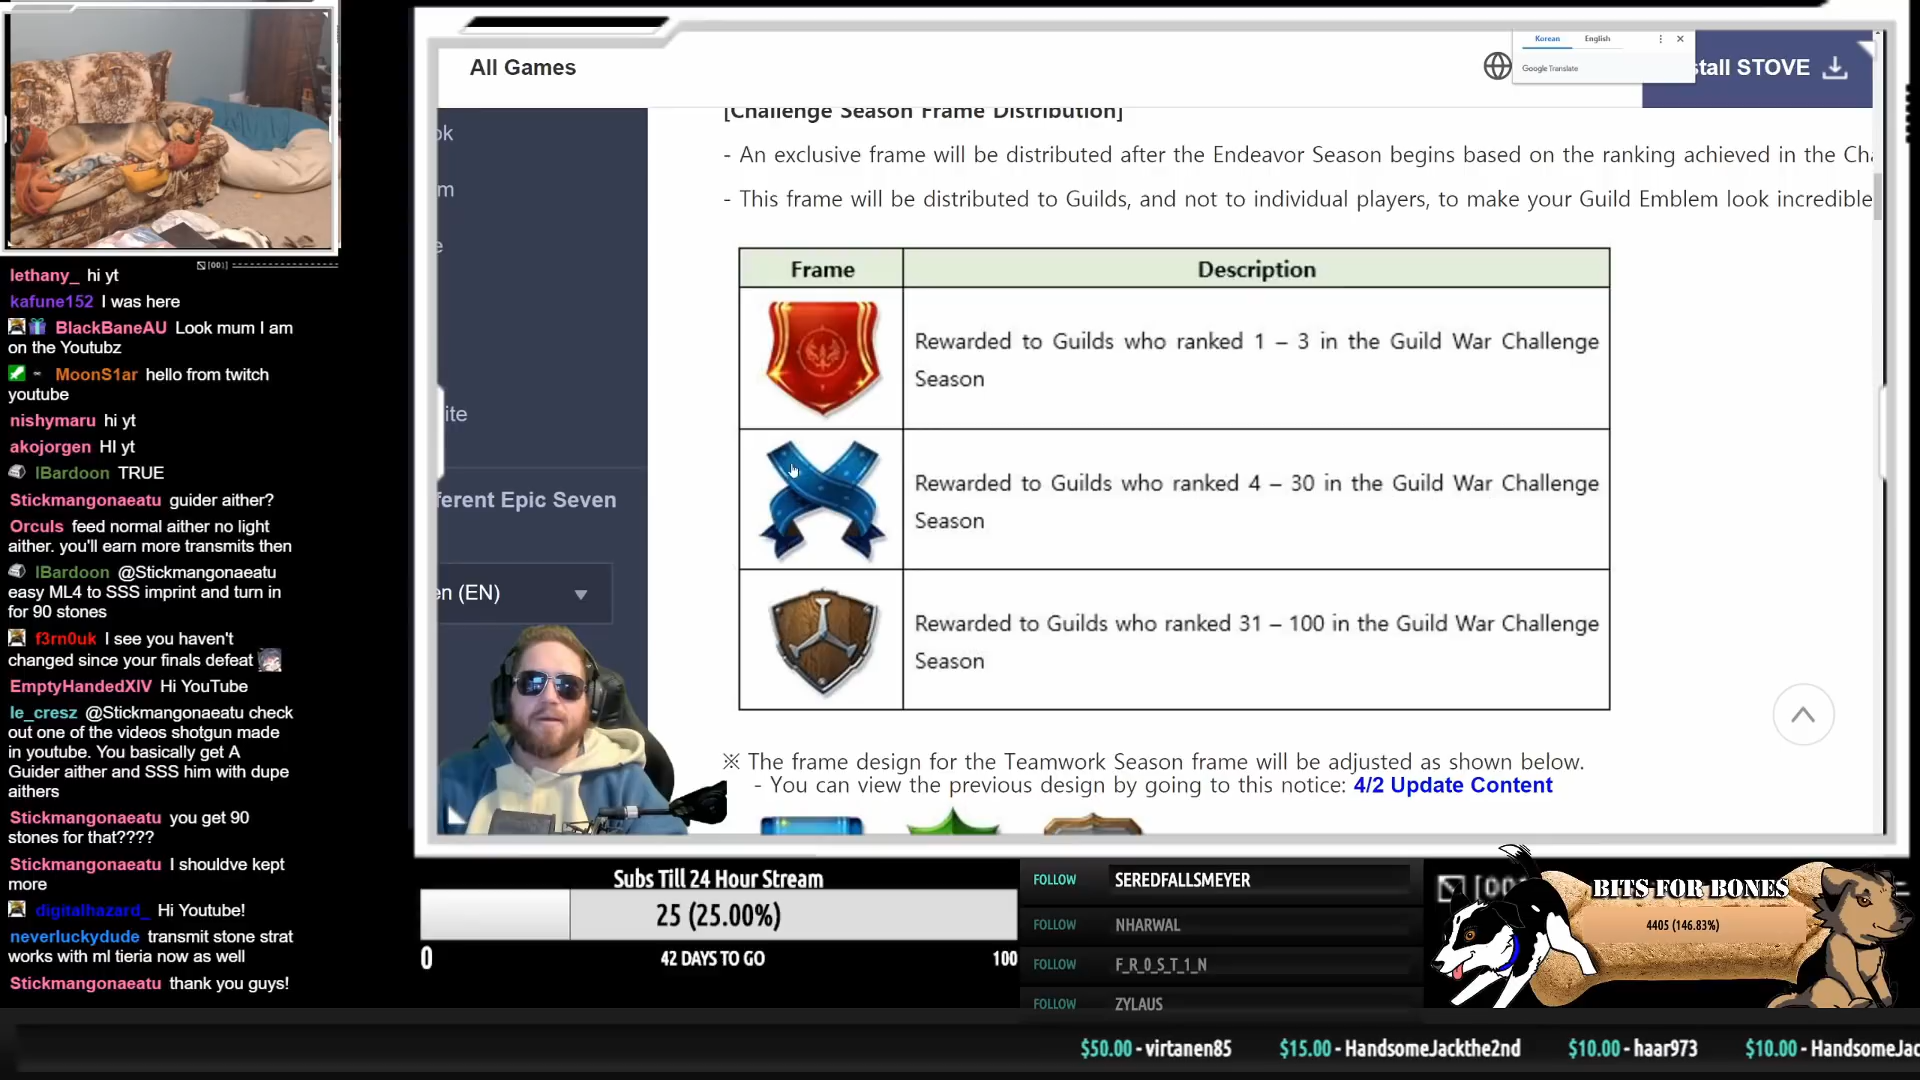 All Games
Korean English
Google Translate
tall STOVE
[Challenge Season Frame Distribution]
- An exclusive frame will be distributed after the Endeavor Season begins based on the ranking achieved in the Cha
- This frame will be distributed to Guilds, and not to individual players, to make your Guild Emblem look incredible
Frame Description
Rewarded to Guilds who ranked 1 – 3 in the Guild War Challenge
Season
Rewarded to Guilds who ranked 4 – 30 in the Guild War Challenge
Season
Rewarded to Guilds who ranked 31 – 100 in the Guild War Challenge
Season
※ The frame design for the Teamwork Season frame will be adjusted as shown below.
- You can view the previous design by going to this notice: 4/2 Update Content
ok
m
e
ite
ferent Epic Seven
en (EN)
[001]
lethany_ hi yt
kafune152 I was here
BlackBaneAU Look mum I am
on the Youtubz
MoonS1ar hello from twitch
youtube
nishymaru hi yt
akojorgen HI yt
IBardoon TRUE
Stickmangonaeatu guider aither?
Orculs feed normal aither no light
aither. you'll earn more transmits then
IBardoon @Stickmangonaeatu
easy ML4 to SSS imprint and turn in
for 90 stones
f3rn0uk I see you haven't
changed since your finals defeat
EmptyHandedXIV Hi YouTube
le_cresz @Stickmangonaeatu check
out one of the videos shotgun made
in youtube. You basically get A
Guider aither and SSS him with dupe
aithers
Stickmangonaeatu you get 90
stones for that????
Stickmangonaeatu I shouldve kept
more
digitalhazard_ Hi Youtube!
neverluckydude transmit stone strat
works with ml tieria now as well
Stickmangonaeatu thank you guys!
Subs Till 24 Hour Stream
25 (25.00%)
0 42 DAYS TO GO 100
FOLLOW SEREDFALLSMEYER
FOLLOW NHARWAL
FOLLOW F_R_0_S_T_1_N
FOLLOW ZYLAUS
BITS FOR BONES
4405 (146.83%)
$50.00 - virtanen85 $15.00 - HandsomeJackthe2nd $10.00 - haar973 $10.00 - HandsomeJac